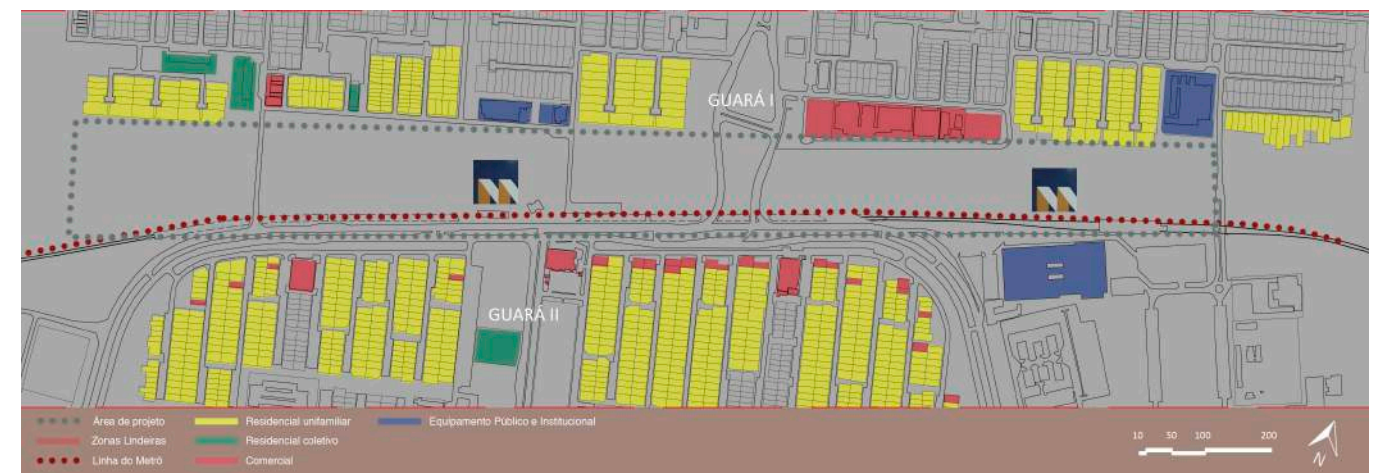 GUARÁ I
GUARÁ II
Área de projeto
Residencial unifamiliar
Equipamento Público e Institucional
Zonas Lindeiras
Residencial coletivo
Linha do Metrô
Comercial
10 50 100 200
N